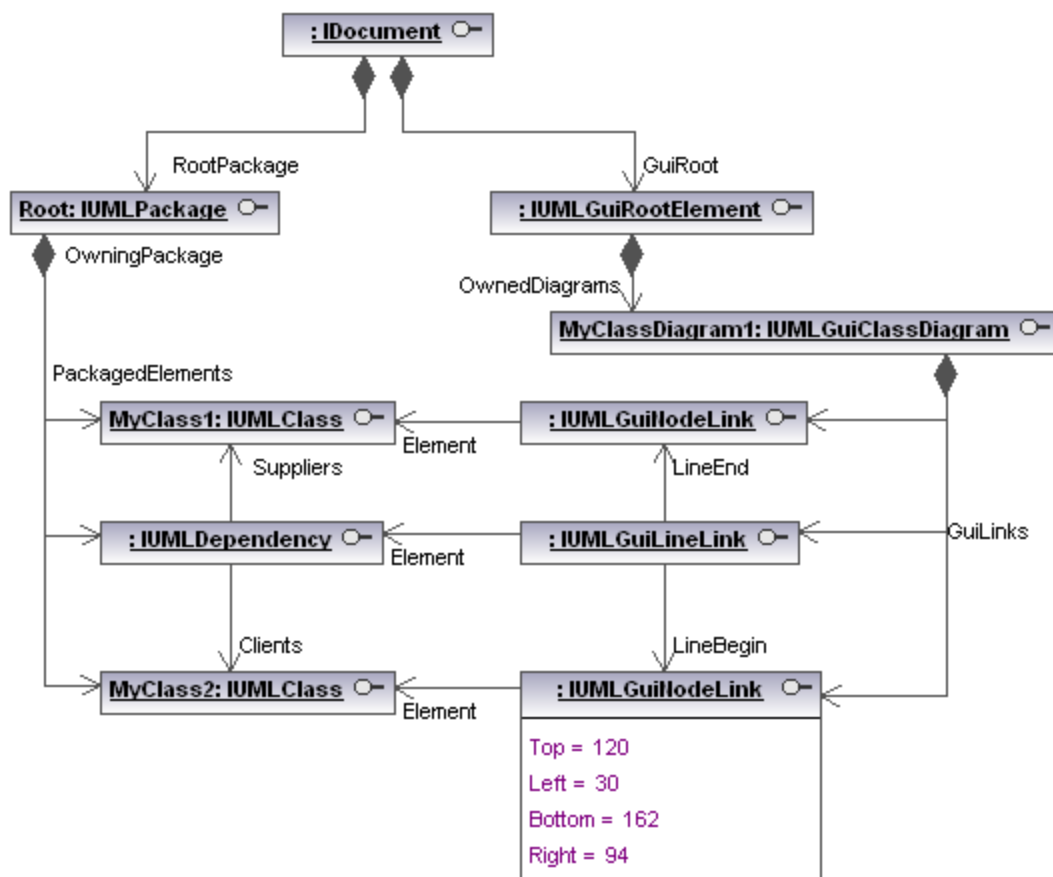 : IDocument
RootPackage
GuiRoot
Root: IUMLPackage
: IUMLGuiRootElement
OwningPackage
OwnedDiagrams
MyClassDiagram1: IUMLGuiClassDiagram
PackagedElements
MyClass1: IUMLClass
: IUMLGuiNodeLink
Element
Suppliers
LineEnd
: IUMLDependency
: IUMLGuiLineLink
GuiLinks
Element
Clients
LineBegin
MyClass2: IUMLClass
: IUMLGuiNodeLink
Element
Top = 120
Left = 30
Bottom = 162
Right = 94